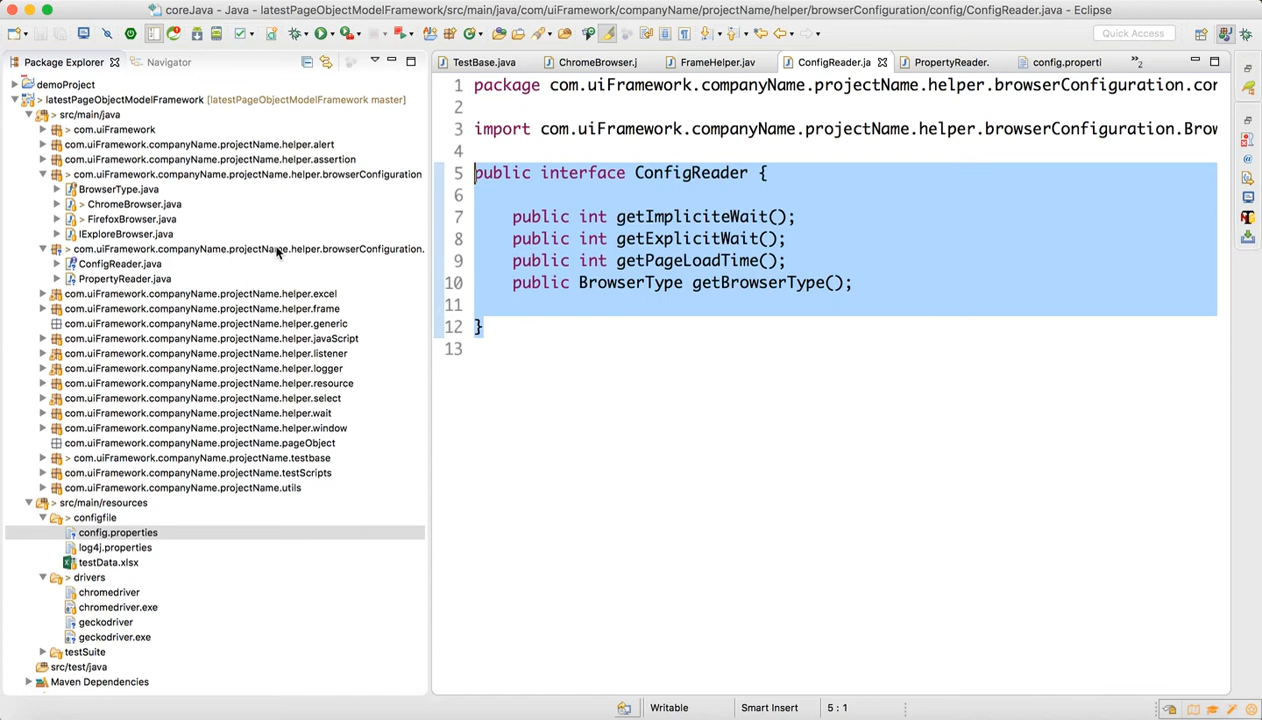 coreJava - Java - latestPageObjectModelFramework/src/main/java/com/uiFramework/companyName/projectName/helper/browserConfiguration/config/ConfigReader.java - Eclipse
Quick Access
Package Explorer
Navigator
demoProject
> latestPageObjectModelFramework [latestPageObjectModelFramework master]
> src/main/java
> com.uiFramework
> com.uiFramework.companyName.projectName.helper.alert
> com.uiFramework.companyName.projectName.helper.assertion
> com.uiFramework.companyName.projectName.helper.browserConfiguration
BrowserType.java
> ChromeBrowser.java
> FirefoxBrowser.java
IExploreBrowser.java
> com.uiFramework.companyName.projectName.helper.browserConfiguration.
ConfigReader.java
PropertyReader.java
com.uiFramework.companyName.projectName.helper.excel
com.uiFramework.companyName.projectName.helper.frame
com.uiFramework.companyName.projectName.helper.generic
com.uiFramework.companyName.projectName.helper.javaScript
com.uiFramework.companyName.projectName.helper.listener
com.uiFramework.companyName.projectName.helper.logger
com.uiFramework.companyName.projectName.helper.resource
com.uiFramework.companyName.projectName.helper.select
com.uiFramework.companyName.projectName.helper.wait
com.uiFramework.companyName.projectName.helper.window
com.uiFramework.companyName.projectName.pageObject
> com.uiFramework.companyName.projectName.testbase
com.uiFramework.companyName.projectName.testScripts
com.uiFramework.companyName.projectName.utils
> src/main/resources
> configfile
config.properties
log4j.properties
testData.xlsx
> drivers
chromedriver
chromedriver.exe
geckodriver
geckodriver.exe
testSuite
src/test/java
Maven Dependencies
TestBase.java
ChromeBrowser.j
FrameHelper.jav
ConfigReader.ja
PropertyReader.
config.properti
»2
1 package com.uiFramework.companyName.projectName.helper.browserConfiguration.con
2
3 import com.uiFramework.companyName.projectName.helper.browserConfiguration.Brow
4
5 public interface ConfigReader {
6
7 public int getImpliciteWait();
8 public int getExplicitWait();
9 public int getPageLoadTime();
10 public BrowserType getBrowserType();
11
12 }
13
Writable
Smart Insert
5 : 1